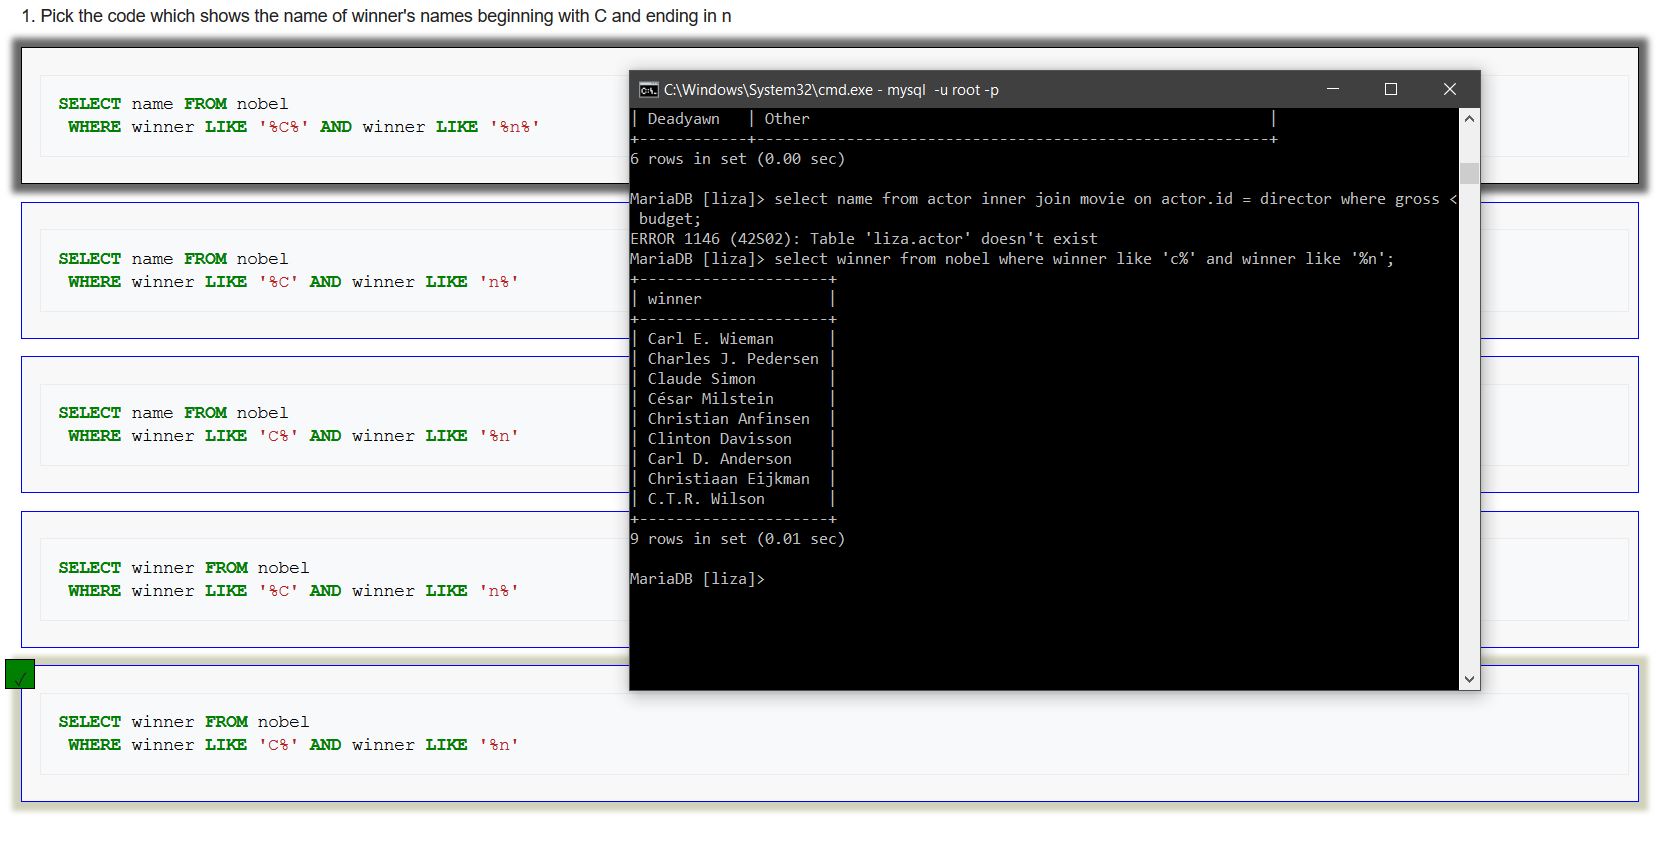 1. Pick the code which shows the name of winner's names beginning with C and ending in n
SELECT name FROM nobel
WHERE winner LIKE '%C%' AND winner LIKE '%n%'
SELECT name FROM nobel
WHERE winner LIKE '%C' AND winner LIKE 'n%'
SELECT name FROM nobel
WHERE winner LIKE 'C%' AND winner LIKE '%n'
SELECT winner FROM nobel
WHERE winner LIKE '%C' AND winner LIKE 'n%'
✓
SELECT winner FROM nobel
WHERE winner LIKE 'C%' AND winner LIKE '%n'
C:\Windows\System32\cmd.exe - mysql  -u root -p
| Deadyawn   | Other                                                   |
+------------+---------------------------------------------------------+
6 rows in set (0.00 sec)
MariaDB [liza]> select name from actor inner join movie on actor.id = director where gross <
budget;
ERROR 1146 (42S02): Table 'liza.actor' doesn't exist
MariaDB [liza]> select winner from nobel where winner like 'c%' and winner like '%n';
+---------------------+
| winner              |
+---------------------+
| Carl E. Wieman      |
| Charles J. Pedersen |
| Claude Simon        |
| César Milstein      |
| Christian Anfinsen  |
| Clinton Davisson    |
| Carl D. Anderson    |
| Christiaan Eijkman  |
| C.T.R. Wilson       |
+---------------------+
9 rows in set (0.01 sec)
MariaDB [liza]>